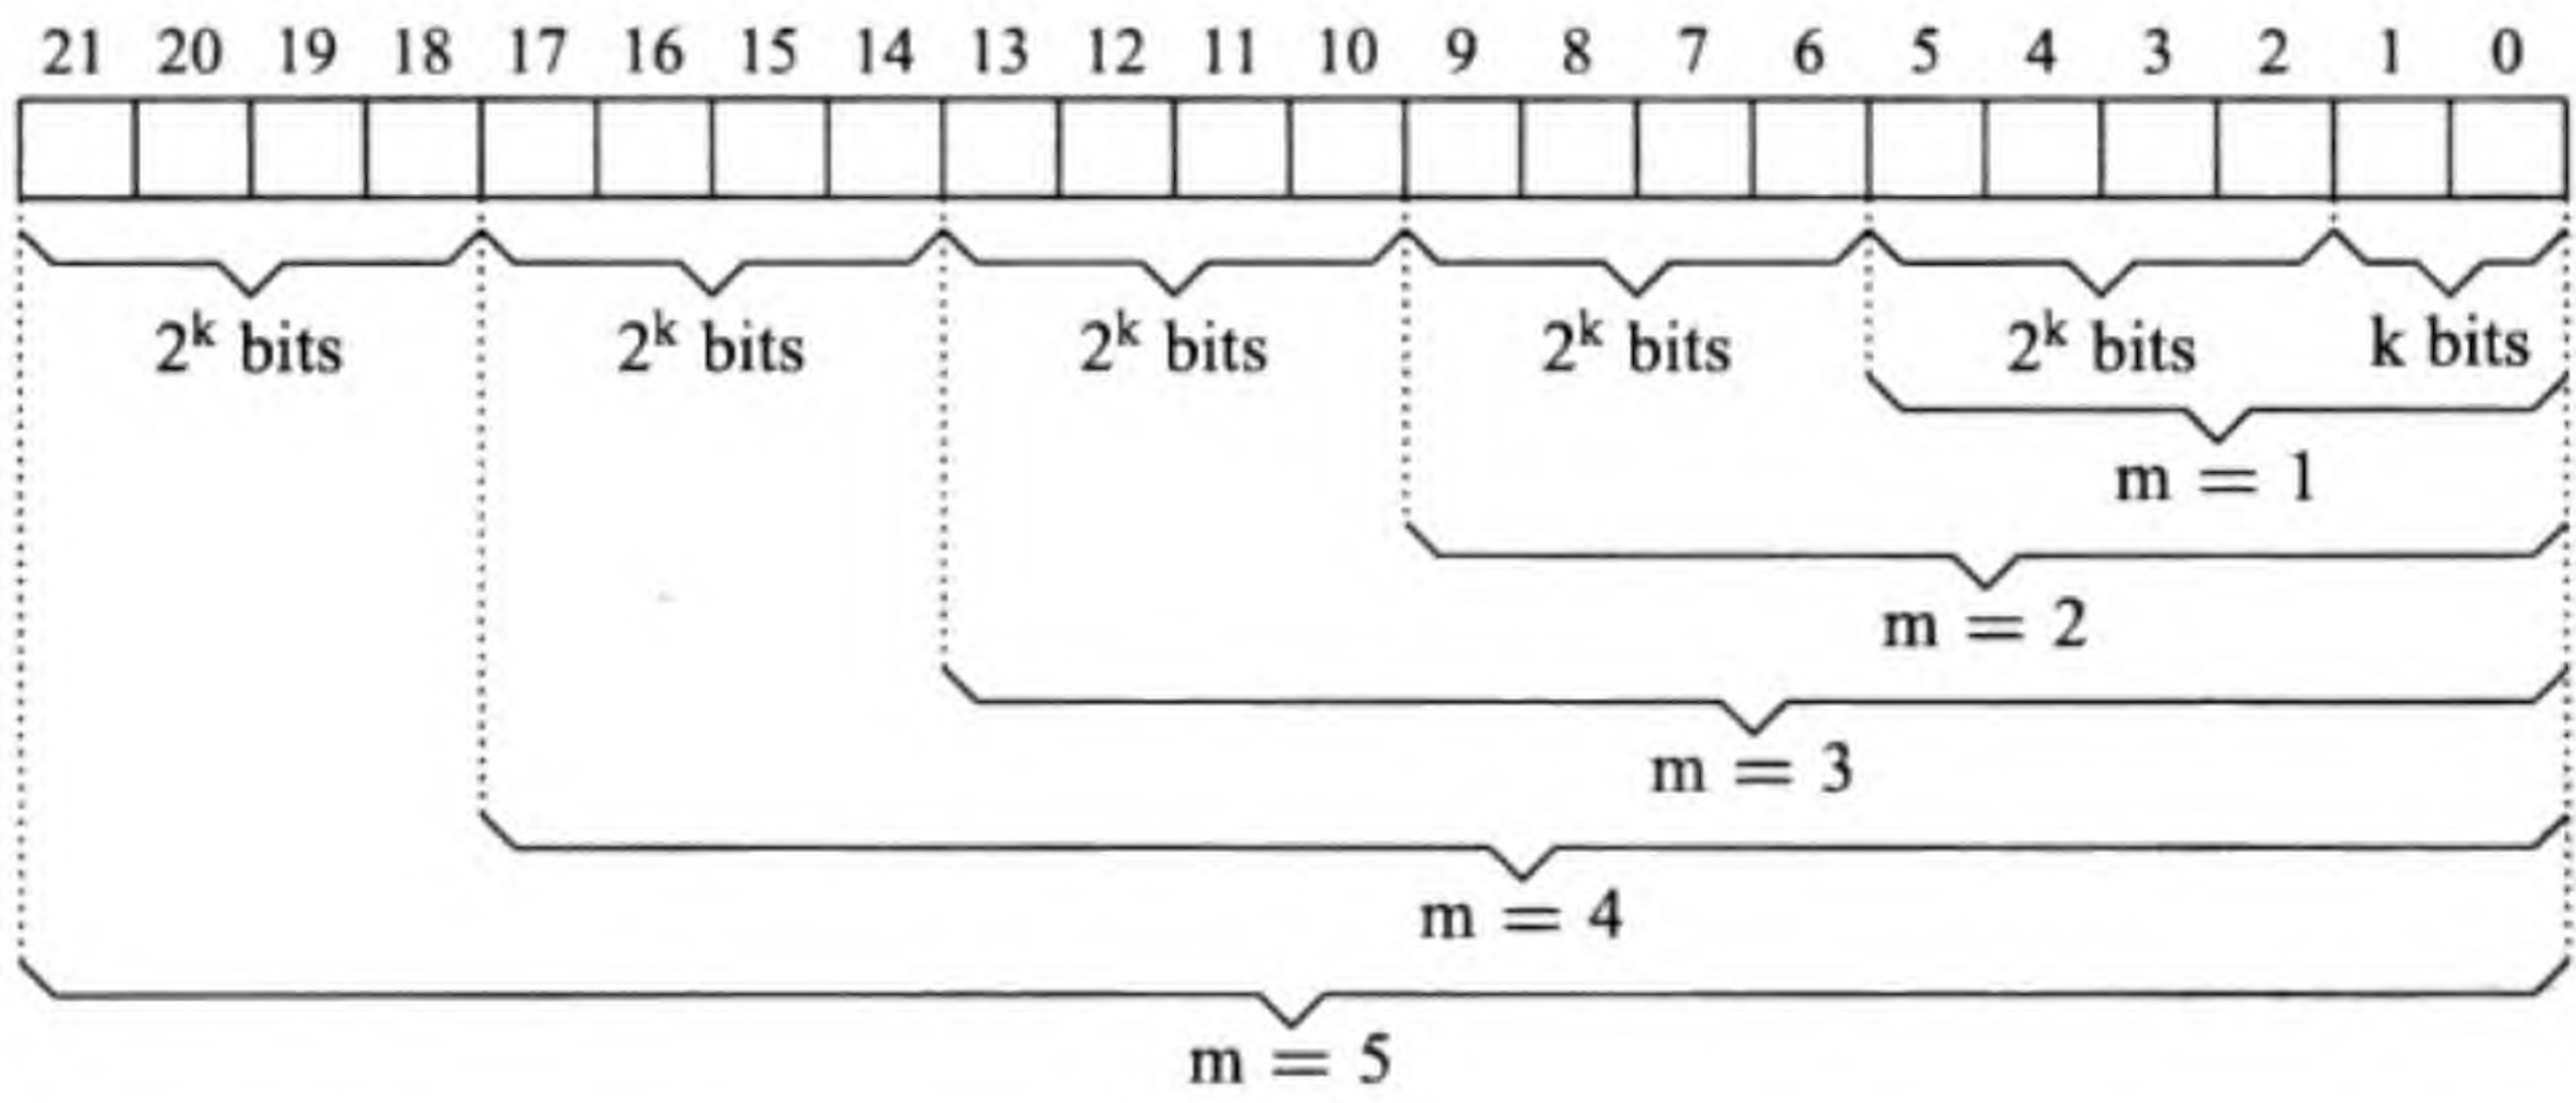 21 20 19 18 17 16 15 14 13 12 11 10 9 8 7 6 5 4 3 2 1 0
2^k bits 2^k bits 2^k bits 2^k bits 2^k bits k bits
m = 1
m = 2
m = 3
m = 4
m = 5